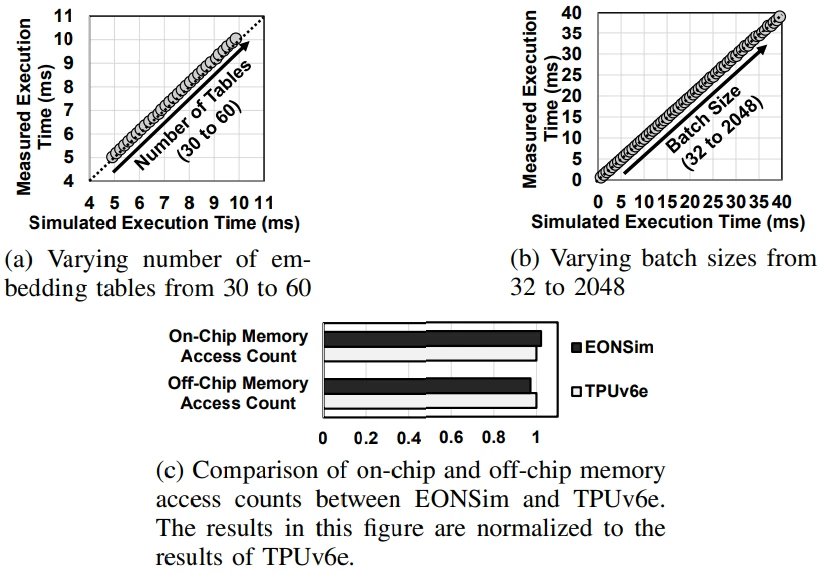 Measured Execution
Time (ms)
11
10
9
8
7
6
5
4
Number of Tables
(30 to 60)
4 5 6 7 8 9 10 11
Simulated Execution Time (ms)
(a) Varying number of em-
bedding tables from 30 to 60
Measured Execution
Time (ms)
40
35
30
25
20
15
10
5
0
Batch Size
(32 to 2048)
0 5 10 15 20 25 30 35 40
Simulated Execution Time (ms)
(b) Varying batch sizes from
32 to 2048
On-Chip Memory
Access Count
Off-Chip Memory
Access Count
0 0.2 0.4 0.6 0.8 1
EONSim
TPUv6e
(c) Comparison of on-chip and off-chip memory
access counts between EONSim and TPUv6e.
The results in this figure are normalized to the
results of TPUv6e.